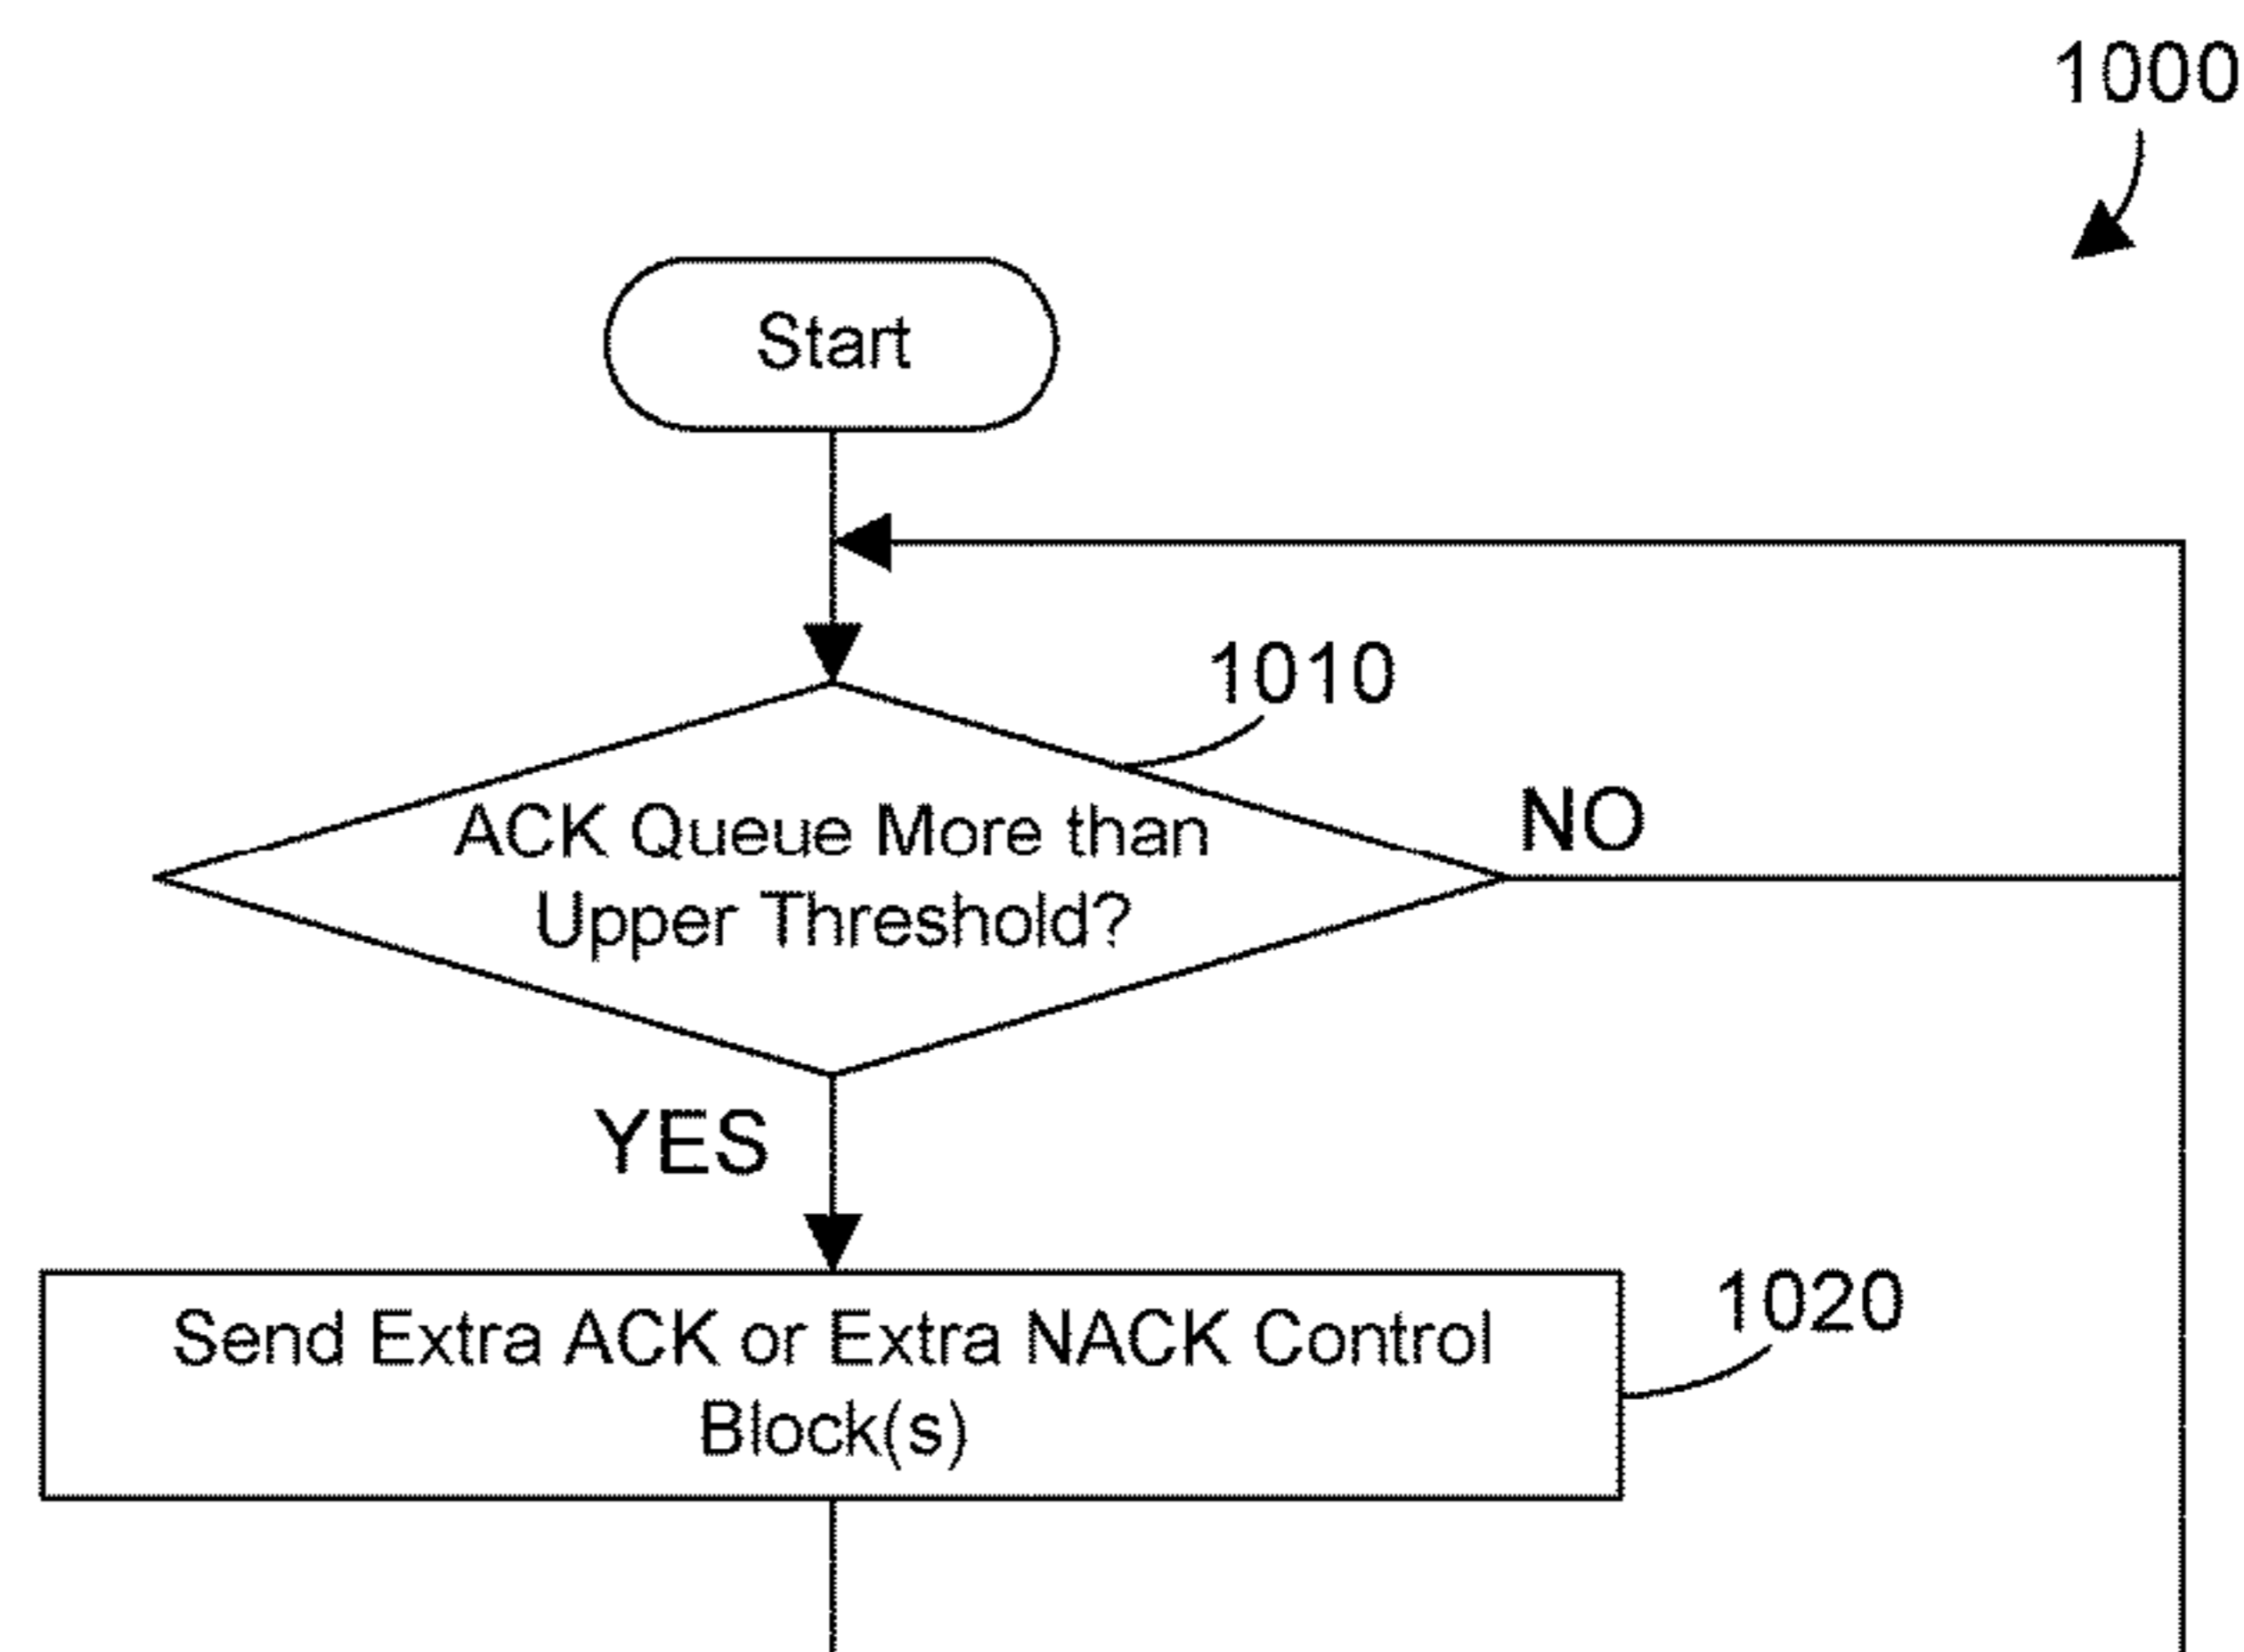 1000
Start
1010
ACK Queue More than
Upper Threshold?
NO
YES
Send Extra ACK or Extra NACK Control
Block(s)
1020